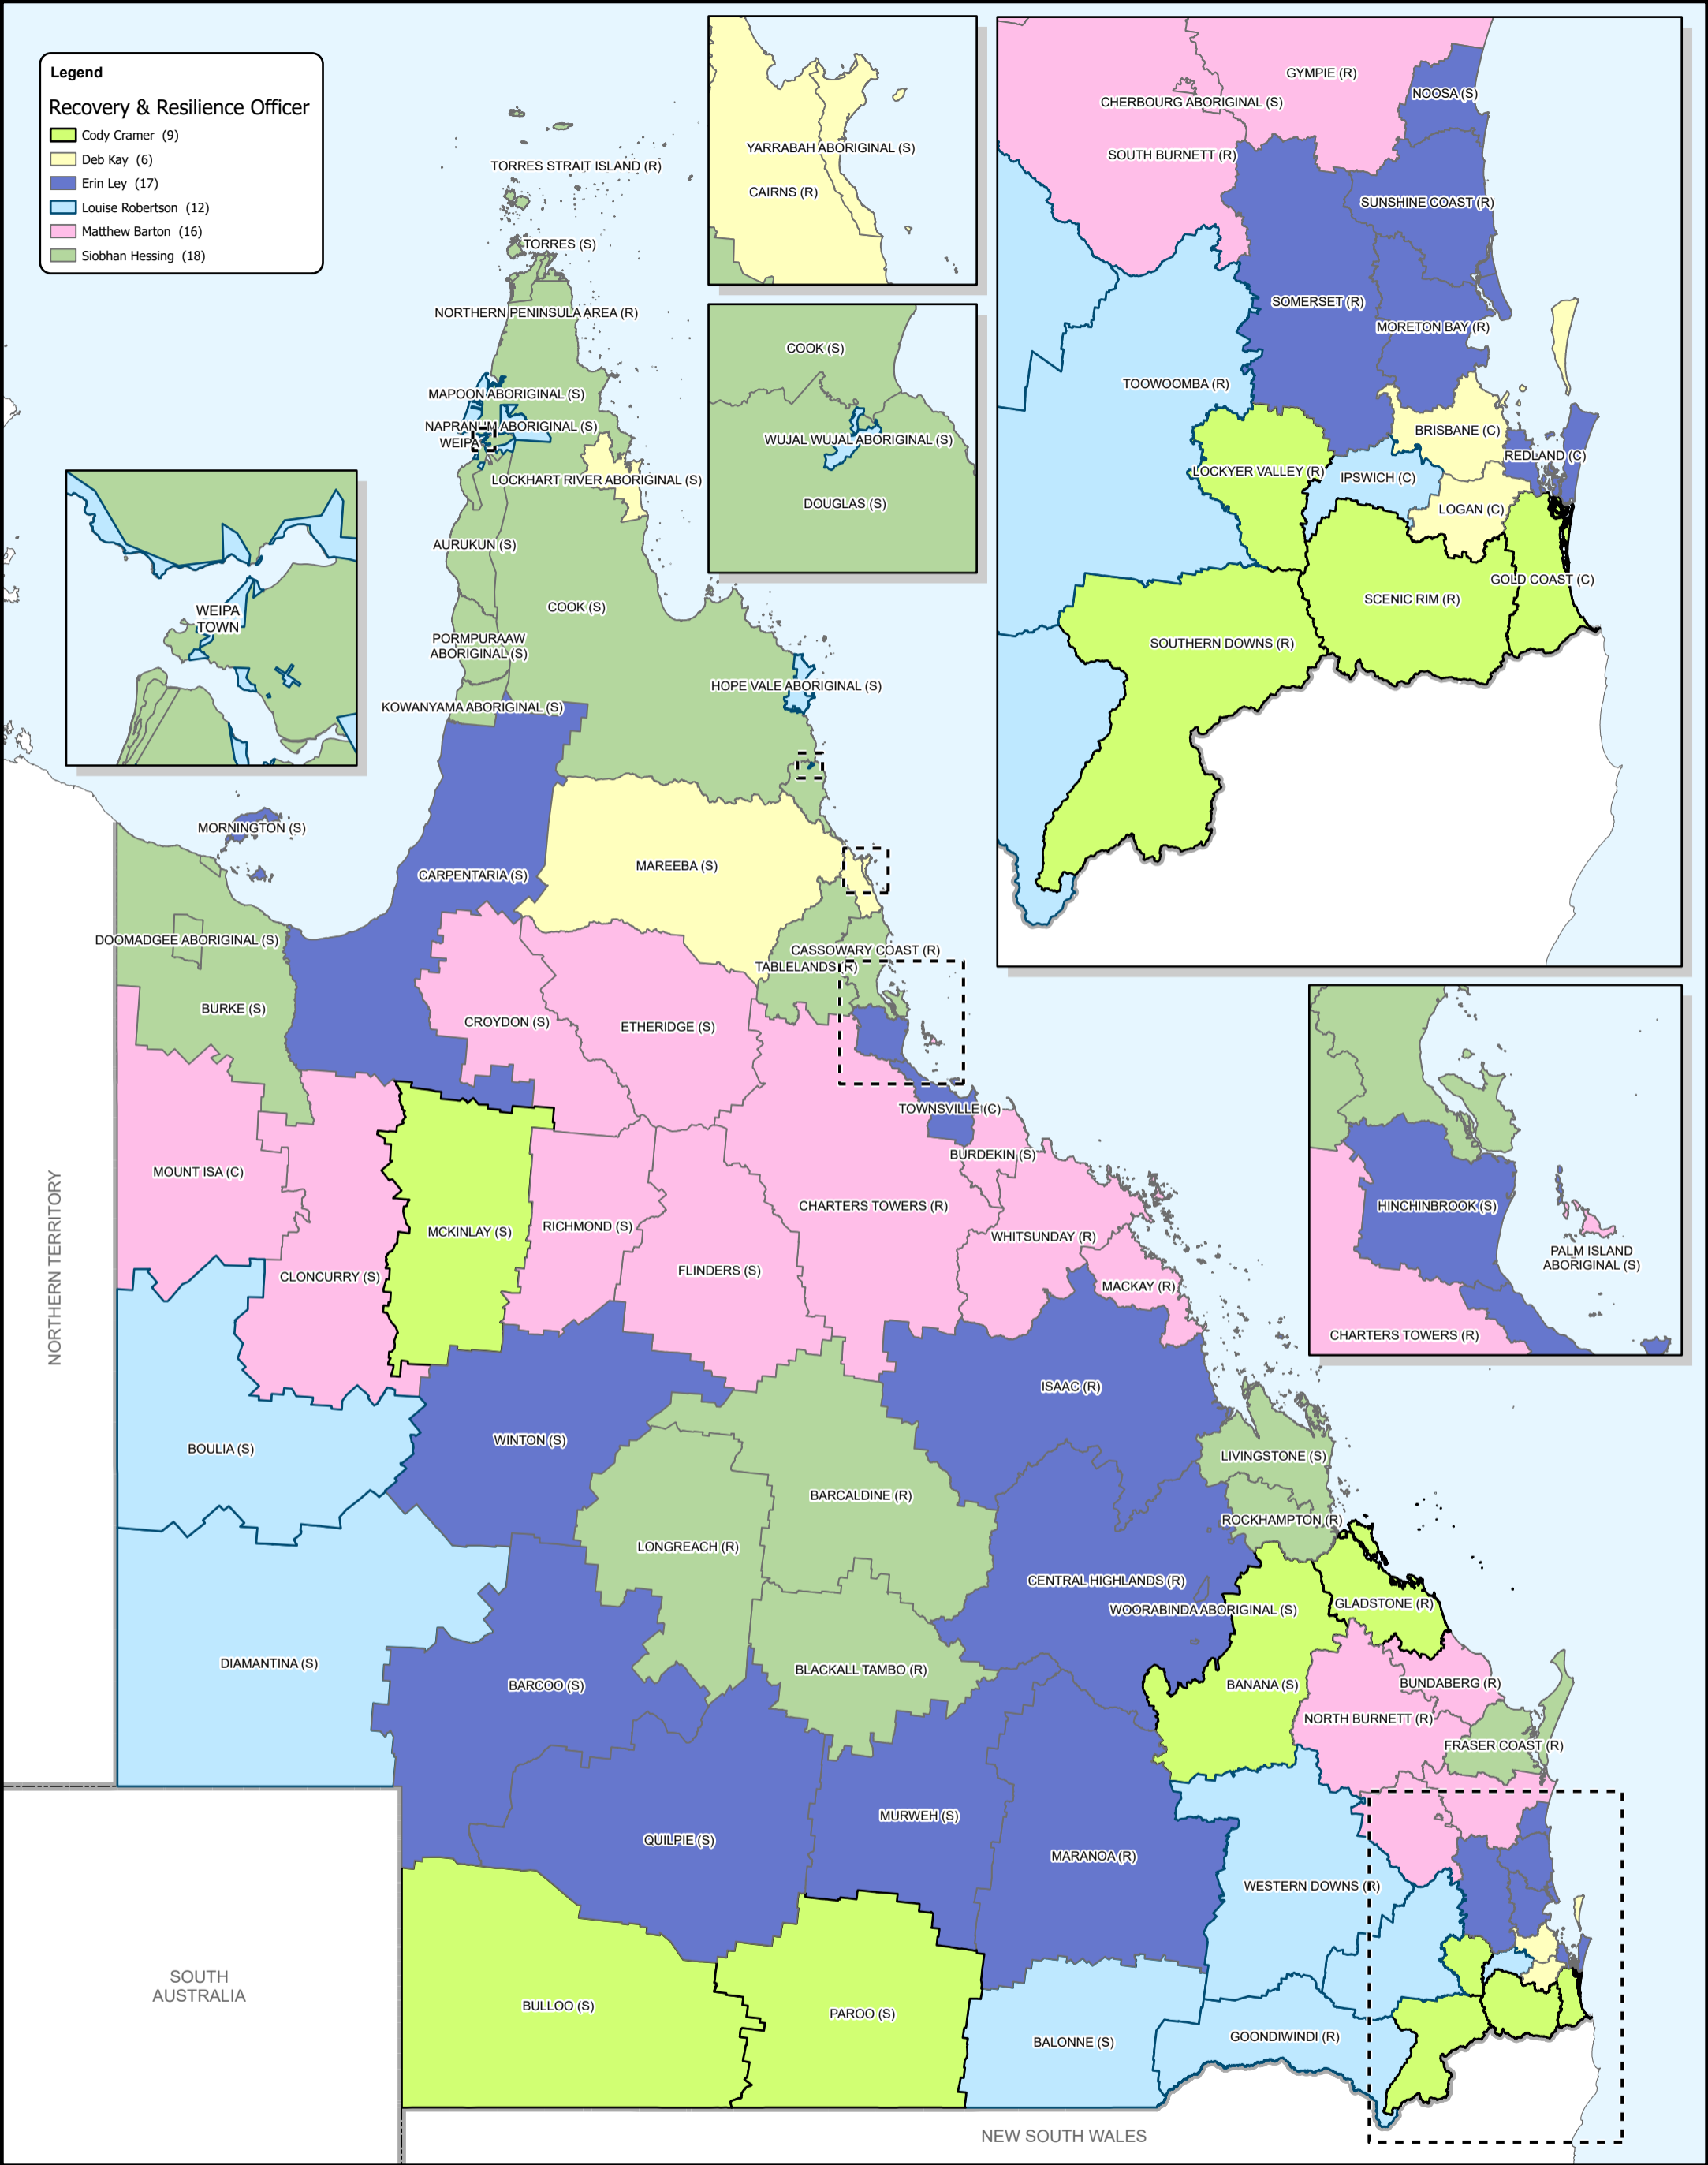 Legend
Recovery & Resilience Officer
Cody Cramer (9)
Deb Kay (6)
Erin Ley (17)
Louise Robertson (12)
Matthew Barton (16)
Siobhan Hessing (18)
YARRABAH ABORIGINAL (S)
CAIRNS (R)
COOK (S)
WUJAL WUJAL ABORIGINAL (S)
DOUGLAS (S)
GYMPIE (R)
NOOSA (S)
CHERBOURG ABORIGINAL (S)
SOUTH BURNETT (R)
SUNSHINE COAST (R)
SOMERSET (R)
MORETON BAY (R)
TOOWOOMBA (R)
BRISBANE (C)
REDLAND (C)
LOCKYER VALLEY (R)
IPSWICH (C)
LOGAN (C)
GOLD COAST (C)
SCENIC RIM (R)
SOUTHERN DOWNS (R)
TORRES STRAIT ISLAND (R)
TORRES (S)
NORTHERN PENINSULA AREA (R)
MAPOON ABORIGINAL (S)
NAPRANUM ABORIGINAL (S)
WEIPA
LOCKHART RIVER ABORIGINAL (S)
AURUKUN (S)
COOK (S)
PORMPURAAW
ABORIGINAL (S)
HOPE VALE ABORIGINAL (S)
KOWANYAMA ABORIGINAL (S)
WEIPA
TOWN
MORNINGTON (S)
CARPENTARIA (S)
MAREEBA (S)
DOOMADGEE ABORIGINAL (S)
CASSOWARY COAST (R)
TABLELANDS (R)
BURKE (S)
CROYDON (S)
ETHERIDGE (S)
TOWNSVILLE (C)
BURDEKIN (S)
HINCHINBROOK (S)
PALM ISLAND
ABORIGINAL (S)
CHARTERS TOWERS (R)
NORTHERN TERRITORY
MOUNT ISA (C)
MCKINLAY (S)
RICHMOND (S)
CHARTERS TOWERS (R)
WHITSUNDAY (R)
CLONCURRY (S)
FLINDERS (S)
MACKAY (R)
ISAAC (R)
BOULIA (S)
WINTON (S)
LIVINGSTONE (S)
BARCALDINE (R)
ROCKHAMPTON (R)
LONGREACH (R)
CENTRAL HIGHLANDS (R)
WOORABINDA ABORIGINAL (S)
GLADSTONE (R)
DIAMANTINA (S)
BARCOO (S)
BLACKALL TAMBO (R)
BANANA (S)
BUNDABERG (R)
NORTH BURNETT (R)
FRASER COAST (R)
QUILPIE (S)
MURWEH (S)
MARANOA (R)
WESTERN DOWNS (R)
SOUTH
AUSTRALIA
BULLOO (S)
PAROO (S)
BALONNE (S)
GOONDIWINDI (R)
NEW SOUTH WALES